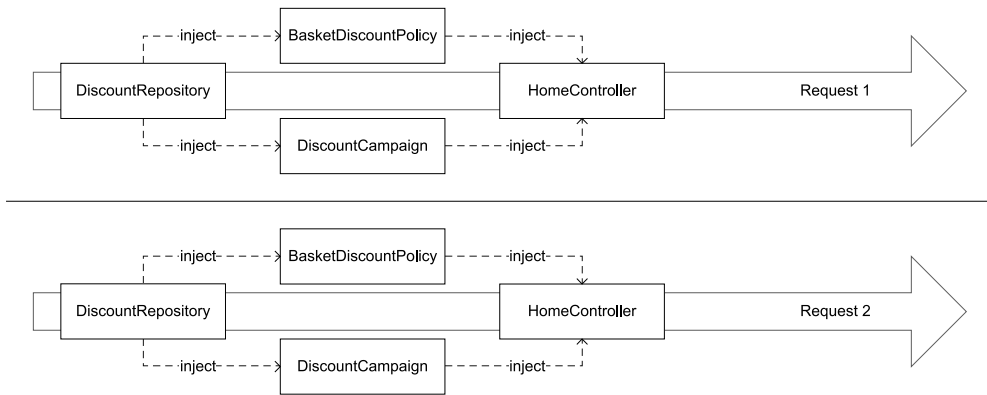 inject
BasketDiscountPolicy
inject
DiscountRepository
HomeController
Request 1
inject
DiscountCampaign
inject
inject
BasketDiscountPolicy
inject
DiscountRepository
HomeController
Request 2
inject
DiscountCampaign
inject